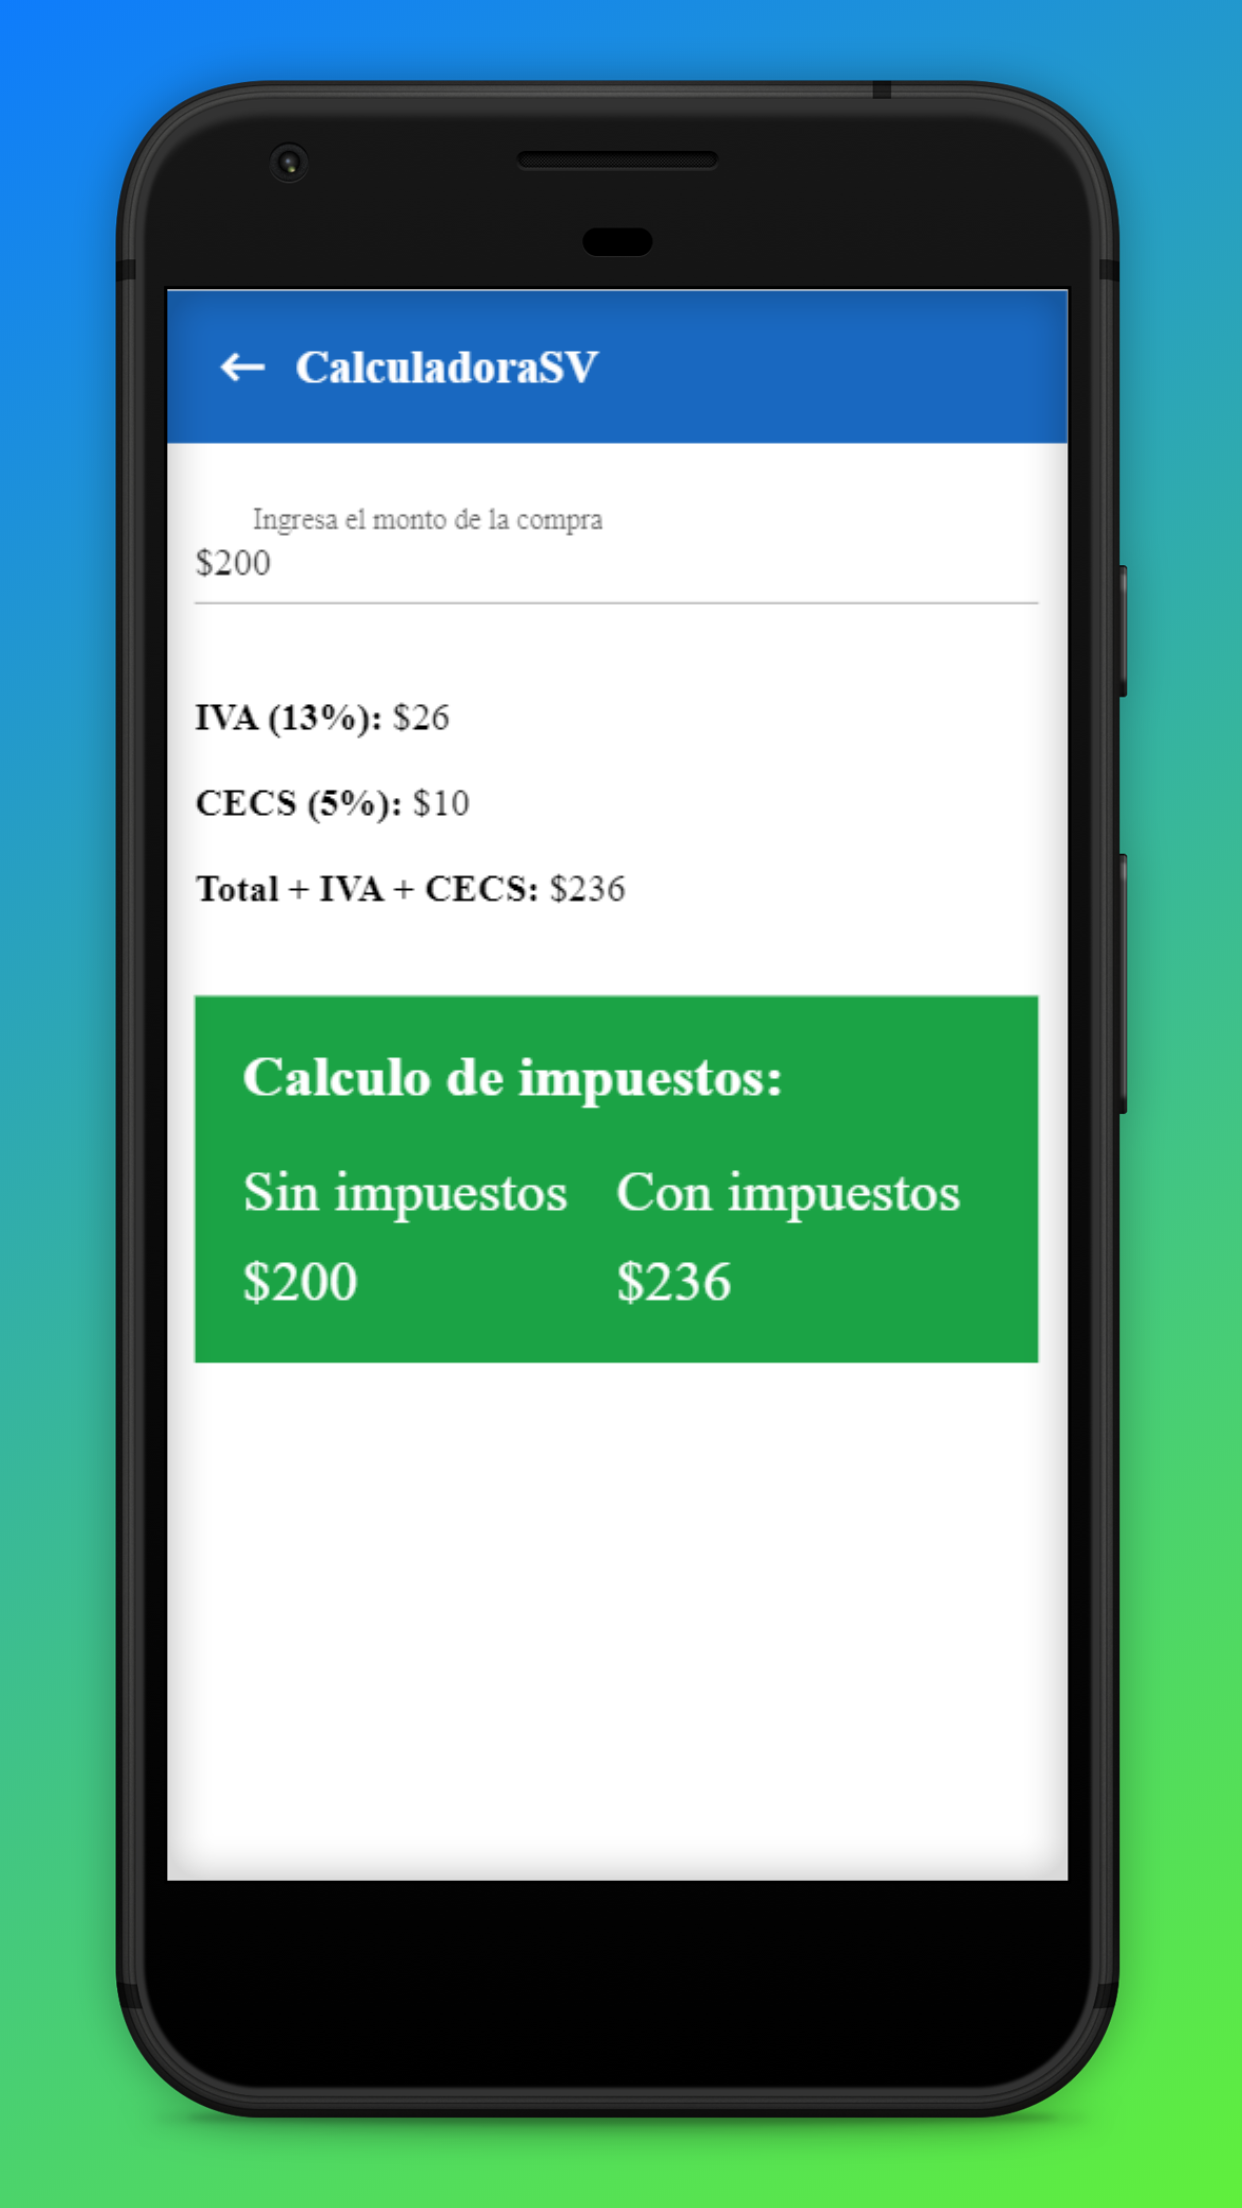 CalculadoraSV
Ingresa el monto de la compra
$200
IVA (13%): $26
CECS (5%): $10
Total + IVA + CECS: $236
Calculo de impuestos:
Sin impuestos Con impuestos
$200 $236